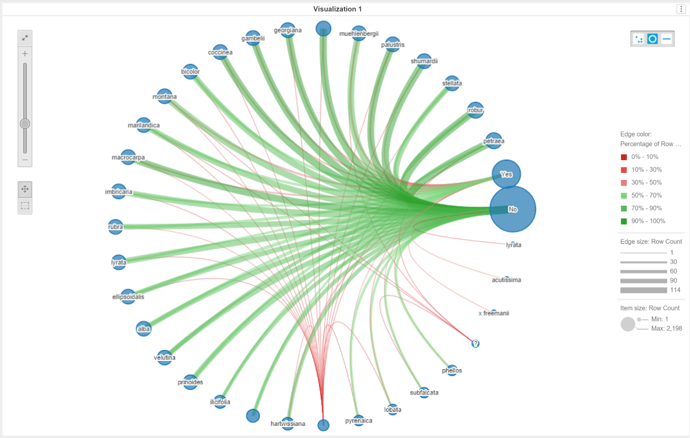 Visualization 1
georgiana
muehlenbergii
gambelii
palustris
coccinea
shumardii
bicolor
stellata
montana
robur
marilandica
petraea
macrocarpa
Yes
imbricaria
No
rubra
lyrata
lyrata
acutissima
ellipsoidalis
x freemanii
alba
velutina
phellos
prinoides
subfalcata
ilicifolia
lobata
hartwissiana
pyrenaica
Edge color:
Percentage of Row ...
0% - 10%
10% - 30%
30% - 50%
50% - 70%
70% - 90%
90% - 100%
Edge size: Row Count
1
30
60
90
114
Item size: Row Count
Min: 1
Max: 2,198